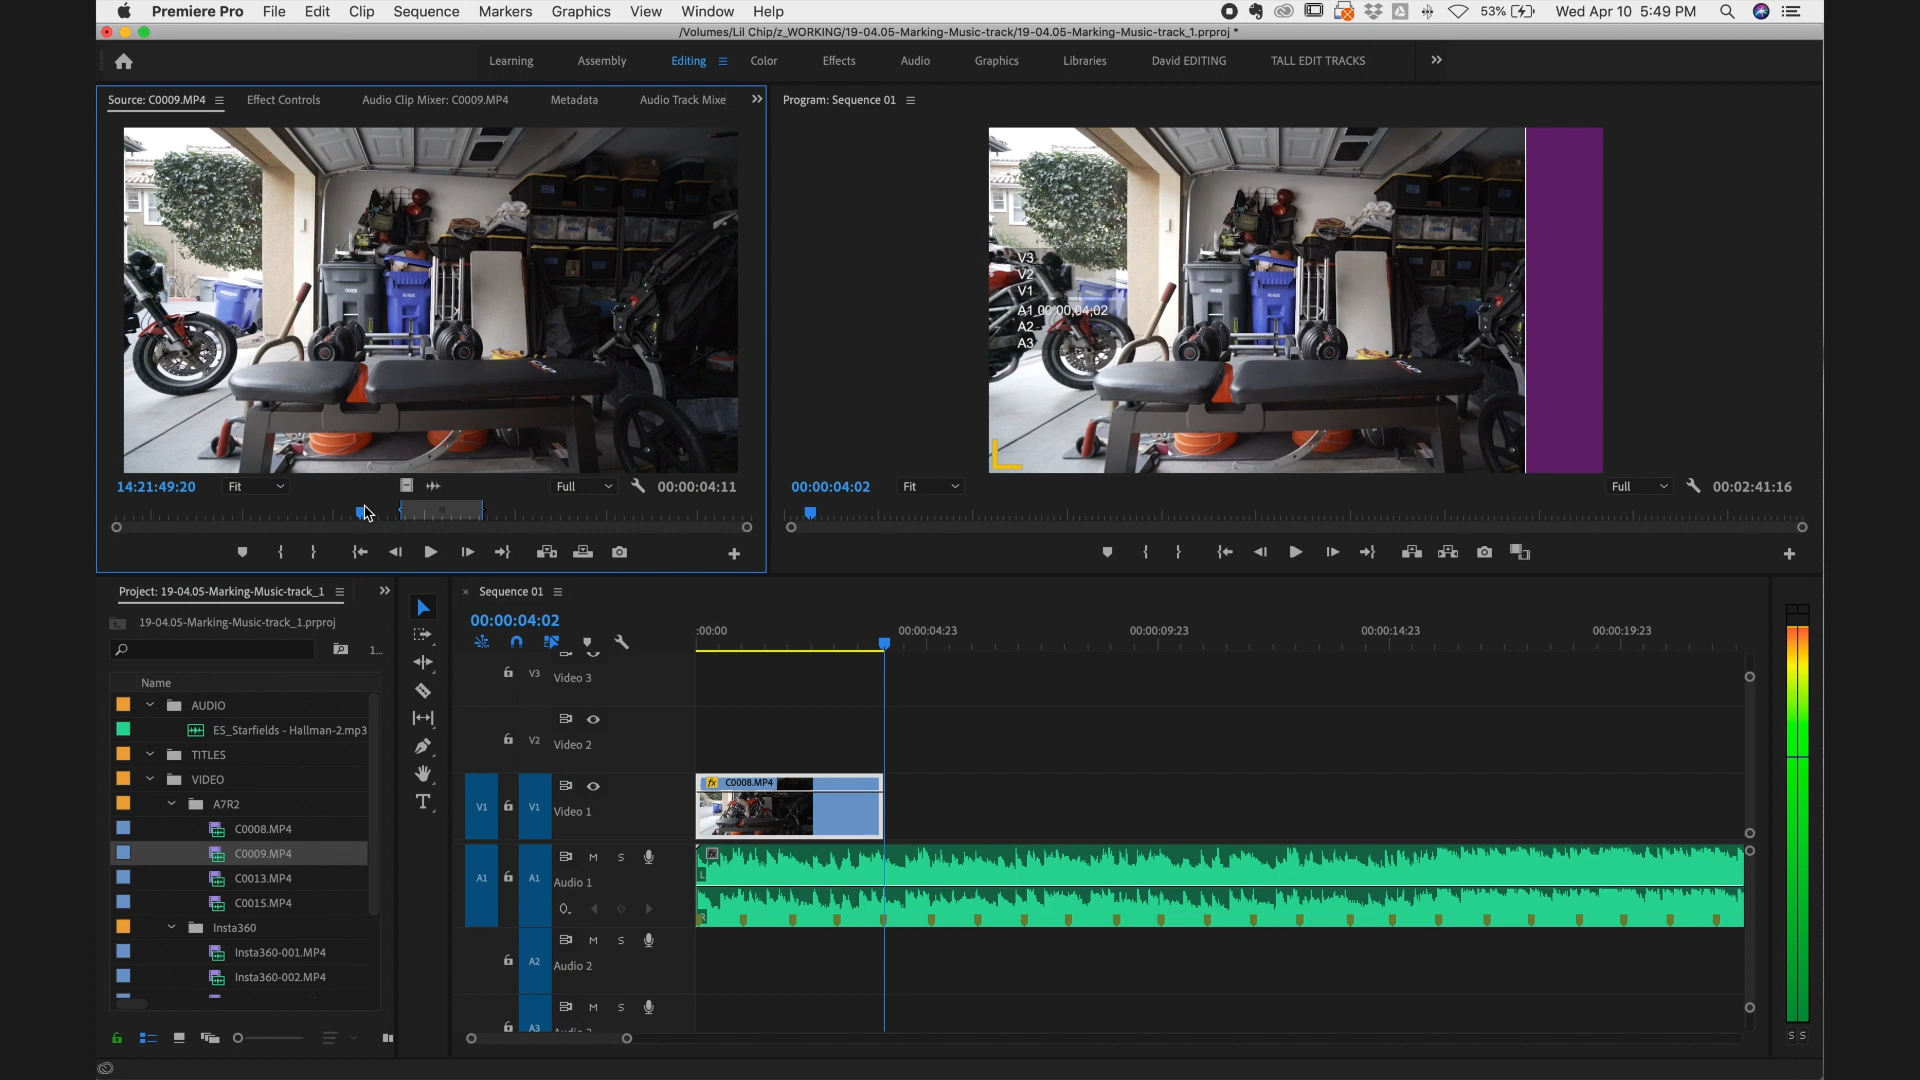 Premiere Pro File Edit Clip Sequence Markers Graphics View Window Help 53% Wed Apr 10 5:49 PM
/Volumes/Lil Chip/z_WORKING/19-04.05-Marking-Music-track/19-04.05-Marking-Music-track_1.prproj *
Learning Assembly Editing Color Effects Audio Graphics Libraries David EDITING TALL EDIT TRACKS
Source: C0009.MP4 Effect Controls Audio Clip Mixer: C0009.MP4 Metadata Audio Track Mixe
Program: Sequence 01
V3
V2
V1
A1 00;00;04;02
A2
A3
14:21:49:20 Fit Full 00:00:04:11
00:00:04:02 Fit Full 00:02:41:16
Project: 19-04.05-Marking-Music-track_1
19-04.05-Marking-Music-track_1.prproj
1...
Name
AUDIO
ES_Starfields - Hallman-2.mp3
TITLES
VIDEO
A7R2
C0008.MP4
C0009.MP4
C0013.MP4
C0015.MP4
Insta360
Insta360-001.MP4
Insta360-002.MP4
× Sequence 01
00:00:04:02
:00:00 00:00:04:23 00:00:09:23 00:00:14:23 00:00:19:23
V3 Video 3
V2 Video 2
V1 V1 Video 1
fx C0008.MP4
A1 A1 M S Audio 1
fx
L
R
A2 M S Audio 2
A3 M S
S S